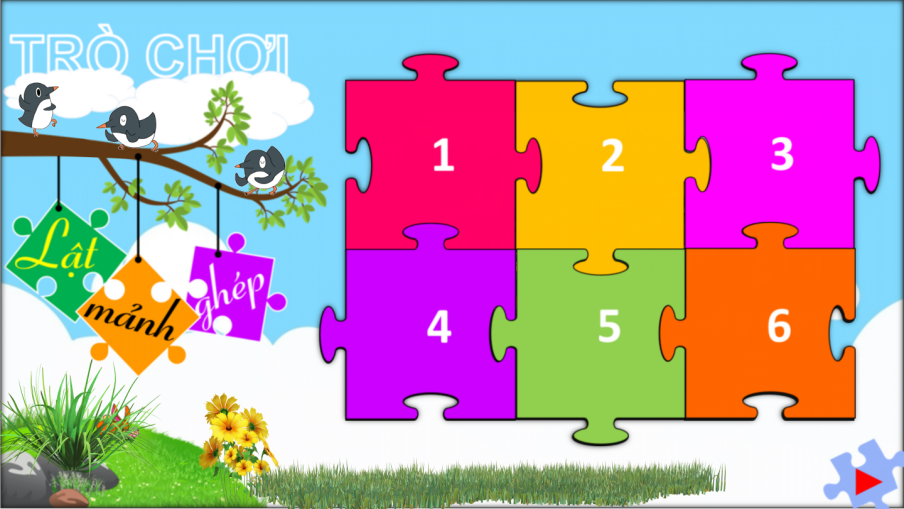 TRÒ CHƠI
Lật
mảnh
ghép
1 2 3
4 5 6